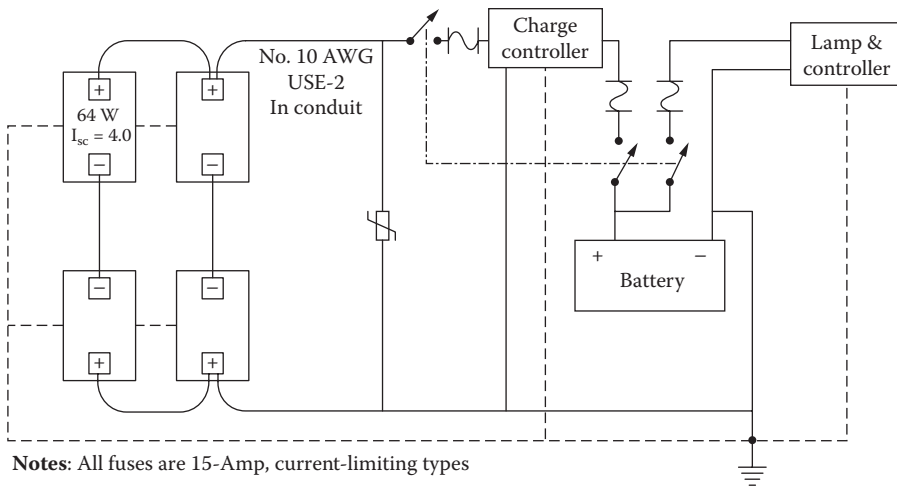 Charge
controller
Lamp &
controller
No. 10 AWG
USE-2
In conduit
+
+
64 W
Isc = 4.0
−
−
−
−
+
+
+
−
Battery
Notes: All fuses are 15-Amp, current-limiting types